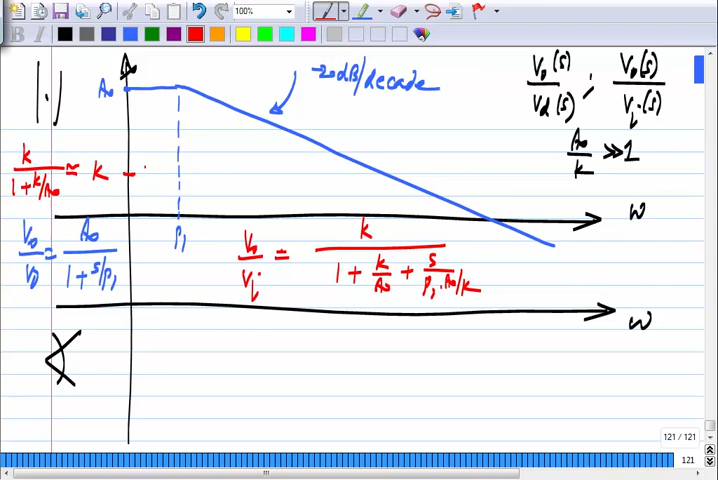 100%
|·|
A₀
A₀
-20dB/decade
V₀(s)/Vd(s) ; V₀(s)/Vi(s)
A₀/k ≫ 1
k/(1+k/A₀) ≈ k
ω
V₀/VD = A₀/(1+s/p₁)
p₁
V₀/Vi = k/(1 + k/A₀ + s/(p₁·A₀/k))
ω
∢
121 / 121
121